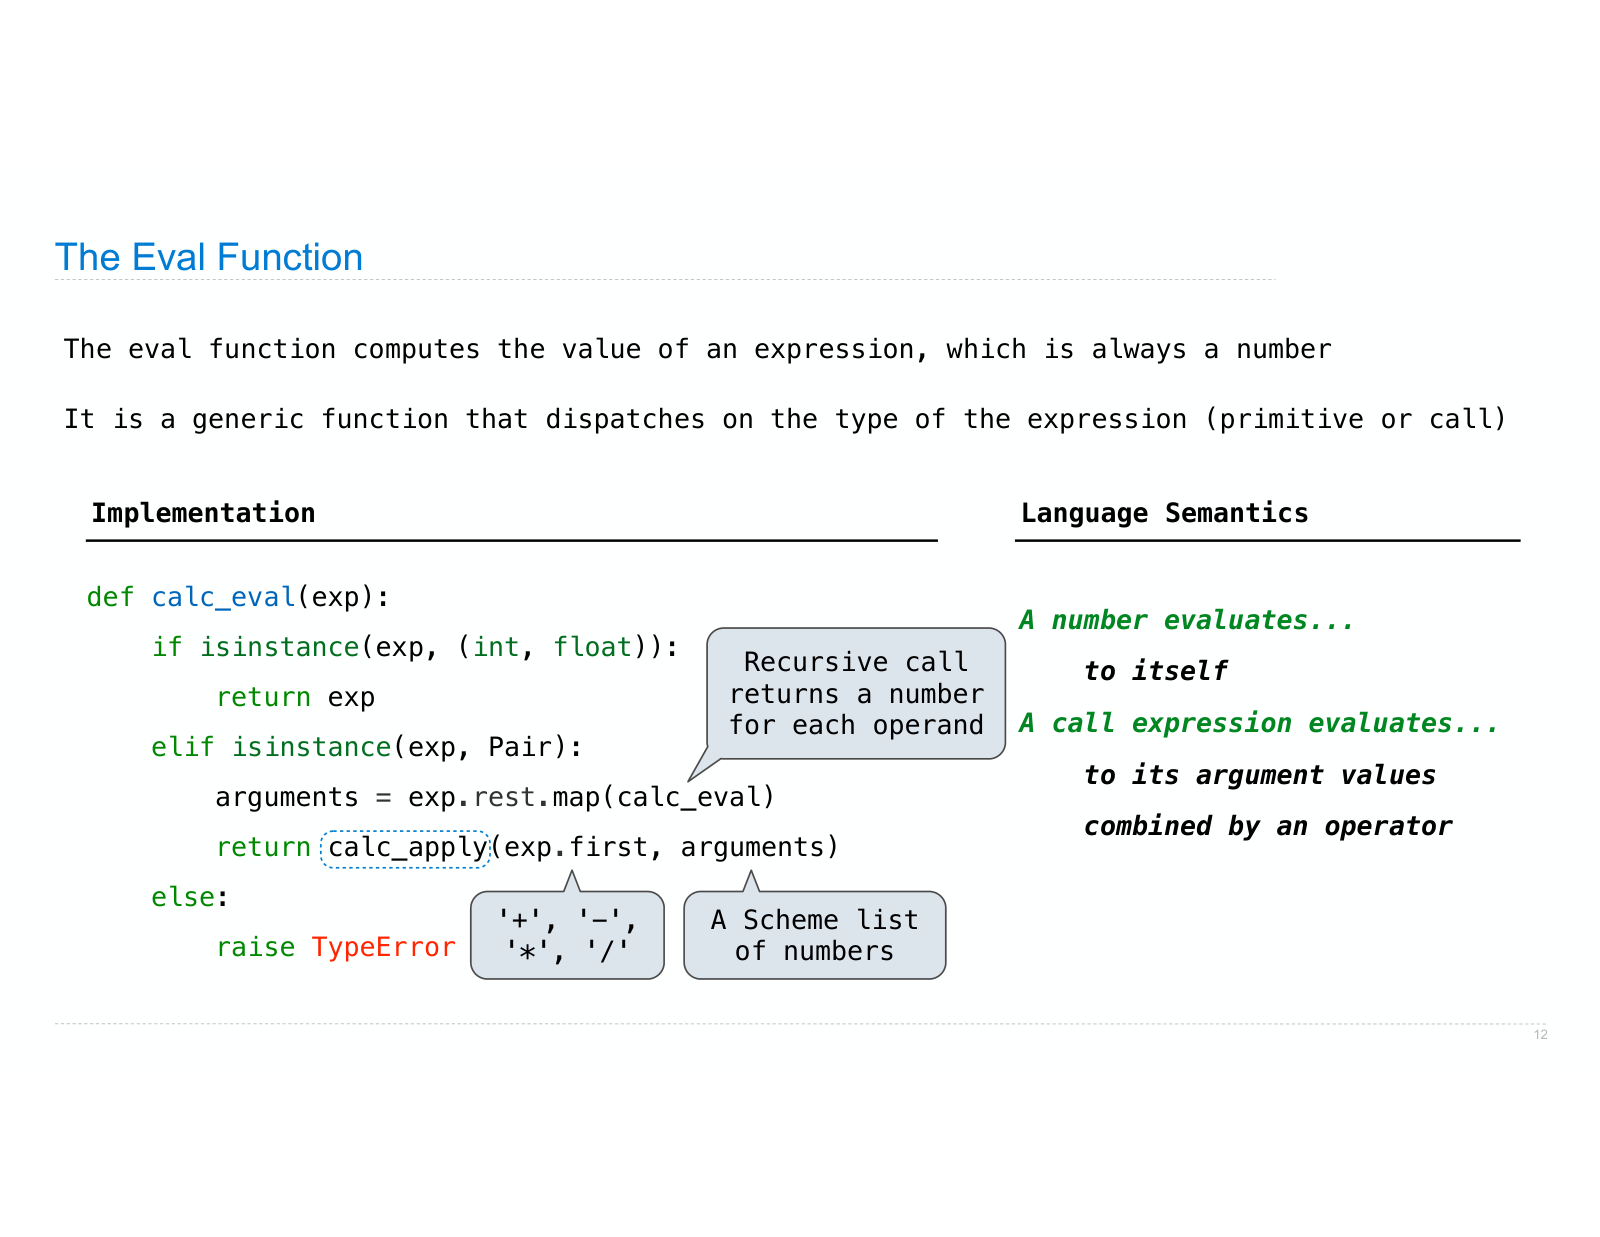 The Eval Function
The eval function computes the value of an expression, which is always a number
It is a generic function that dispatches on the type of the expression (primitive or call)
Implementation
def calc_eval(exp):
    if isinstance(exp, (int, float)):
        return exp
    elif isinstance(exp, Pair):
        arguments = exp.rest.map(calc_eval)
        return calc_apply(exp.first, arguments)
    else:
        raise TypeError
Recursive call
returns a number
for each operand
'+', '−',
'*', '/'
A Scheme list
of numbers
Language Semantics
A number evaluates...
    to itself
A call expression evaluates...
    to its argument values
    combined by an operator
12